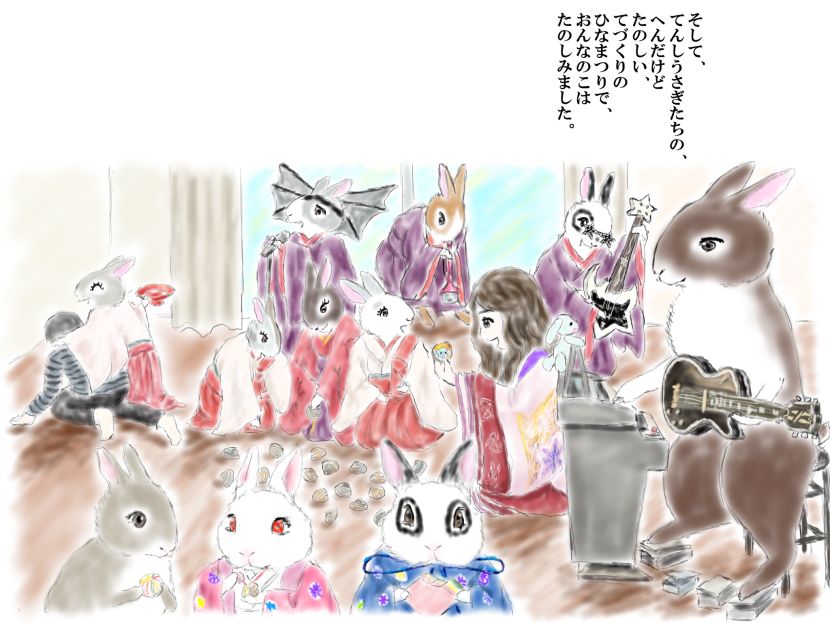 そして、
てんしうさぎたちの、
へんだけど
たのしい、
てづくりの
ひなまつりで、
おんなのこは
たのしみました。